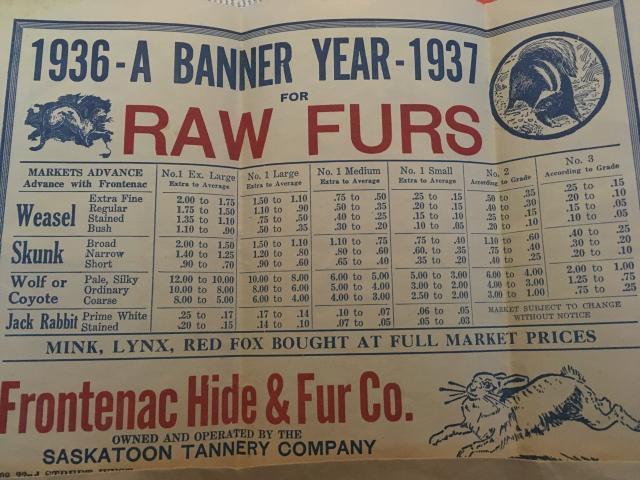 1936-A BANNER YEAR-1937
FOR
RAW FURS
MARKETS ADVANCE
Advance with Frontenac
No.1 Ex. Large
Extra to Average
No. 1 Large
Extra to Average
No. 1 Medium
Extra to Average
No. 1 Small
Extra to Average
No. 2
According to Grade
No. 3
According to Grade
Weasel
Extra Fine 2.00 to 1.75 1.50 to 1.10 .75 to .50 .25 to .15 .50 to .35 .25 to .15
Regular 1.75 to 1.50 1.10 to .90 .50 to .35 .20 to .15 .40 to .30 .20 to .10
Stained 1.35 to 1.10 .75 to .50 .40 to .25 .15 to .10 .25 to .15 .15 to .05
Bush 1.10 to .90 .50 to .35 .30 to .20 .10 to .05 .20 to .10 .10 to .05
Skunk
Broad 2.00 to 1.50 1.50 to 1.10 1.10 to .75 .75 to .40 1.10 to .60 .40 to .25
Narrow 1.40 to 1.25 1.20 to .80 .80 to .60 .60 to .35 .75 to .40 .30 to .20
Short .90 to .70 .90 to .60 .65 to .40 .35 to .20 .40 to .25 .20 to .10
Wolf or
Coyote
Pale, Silky 12.00 to 10.00 10.00 to 8.00 6.00 to 5.00 5.00 to 3.00 6.00 to 4.00 2.00 to 1.00
Ordinary 10.00 to 8.00 8.00 to 6.00 5.00 to 4.00 3.00 to 2.00 4.00 to 2.00 1.25 to .75
Coarse 8.00 to 5.00 6.00 to 4.00 4.00 to 3.00 2.50 to 2.00 3.00 to 1.00 .75 to .25
Jack Rabbit
Prime White .25 to .17 .17 to .14 .10 to .07 .06 to .05
Stained .20 to .15 .14 to .10 .07 to .05 .05 to .03
MARKET SUBJECT TO CHANGE
WITHOUT NOTICE
MINK, LYNX, RED FOX BOUGHT AT FULL MARKET PRICES
Frontenac Hide & Fur Co.
OWNED AND OPERATED BY THE
SASKATOON TANNERY COMPANY